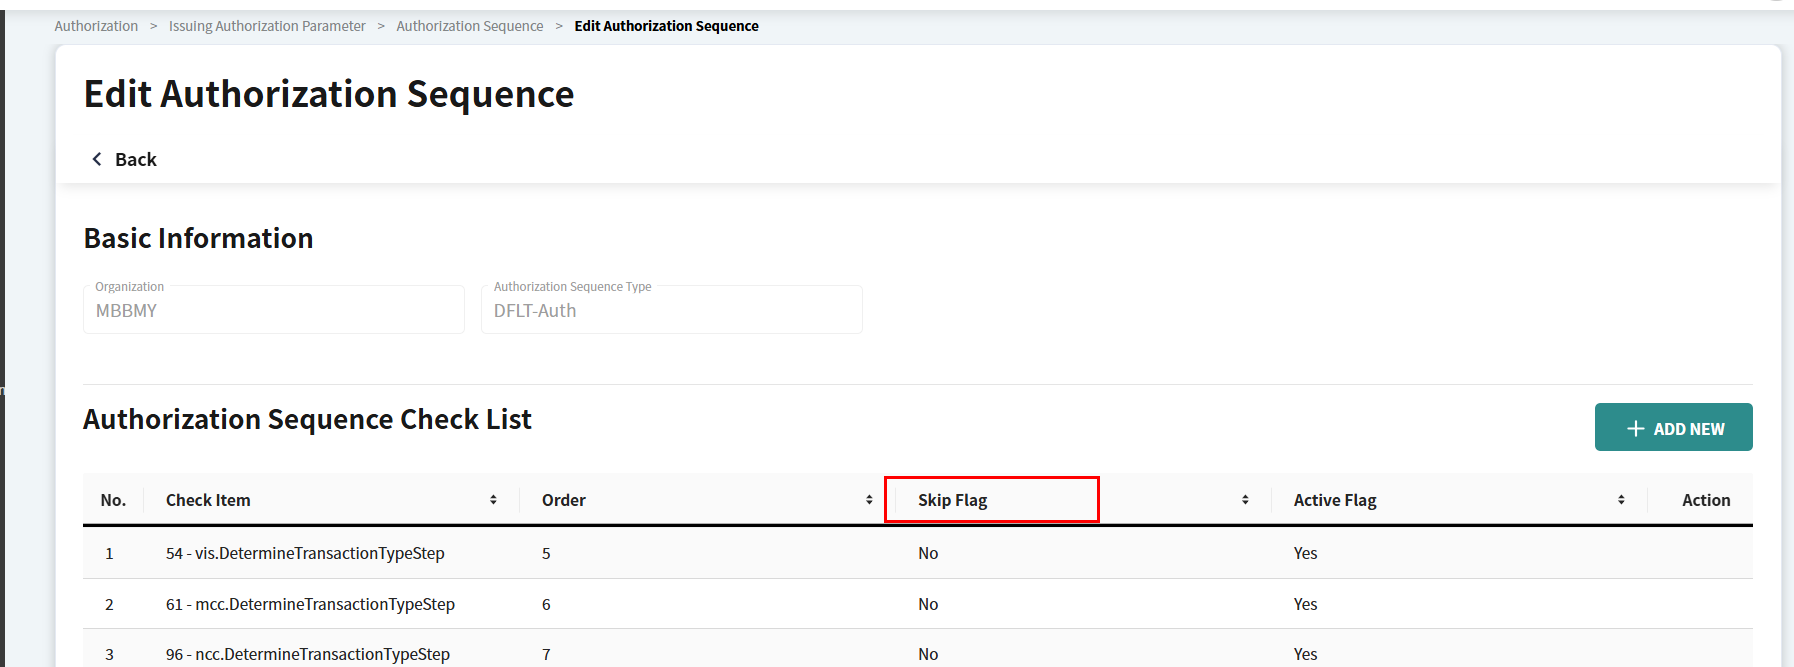 Authorization > Issuing Authorization Parameter > Authorization Sequence > Edit Authorization Sequence
Edit Authorization Sequence
Back
Basic Information
Organization
MBBMY
Authorization Sequence Type
DFLT-Auth
Authorization Sequence Check List
+ ADD NEW
No. Check Item Order Skip Flag Active Flag Action
1 54 - vis.DetermineTransactionTypeStep 5 No Yes
2 61 - mcc.DetermineTransactionTypeStep 6 No Yes
3 96 - ncc.DetermineTransactionTypeStep 7 No Yes